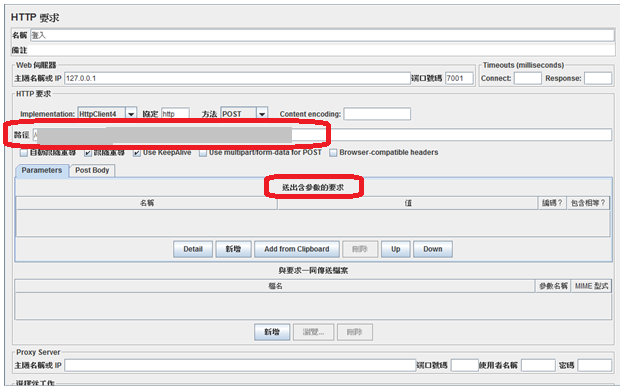 HTTP 要求
名稱 登入
備註
Web 伺服器 Timeouts (milliseconds)
主機名稱或 IP 127.0.0.1 端口號碼 7001 Connect: Response:
HTTP 要求
Implementation: HttpClient4 協定 http 方法 POST Content encoding:
路徑 /
自動跟隨重導 跟隨重導 Use KeepAlive Use multipart/form-data for POST Browser-compatible headers
Parameters Post Body
送出含參數的要求
名稱 值 編碼? 包含相等?
Detail 新增 Add from Clipboard 刪除 Up Down
與要求一同傳送檔案
檔名 參數名稱 MIME 型式
新增 瀏覽... 刪除
Proxy Server
主機名稱或 IP 端口號碼 使用者名稱 密碼
選擇性工作